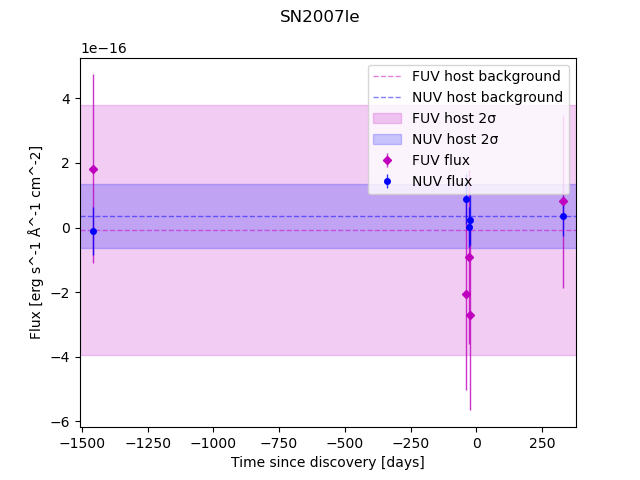 SN2007le
1e−16
FUV host background
NUV host background
FUV host 2σ
NUV host 2σ
FUV flux
NUV flux
4
2
0
−2
−4
−6
Flux [erg s^-1 Å^-1 cm^-2]
−1500 −1250 −1000 −750 −500 −250 0 250
Time since discovery [days]